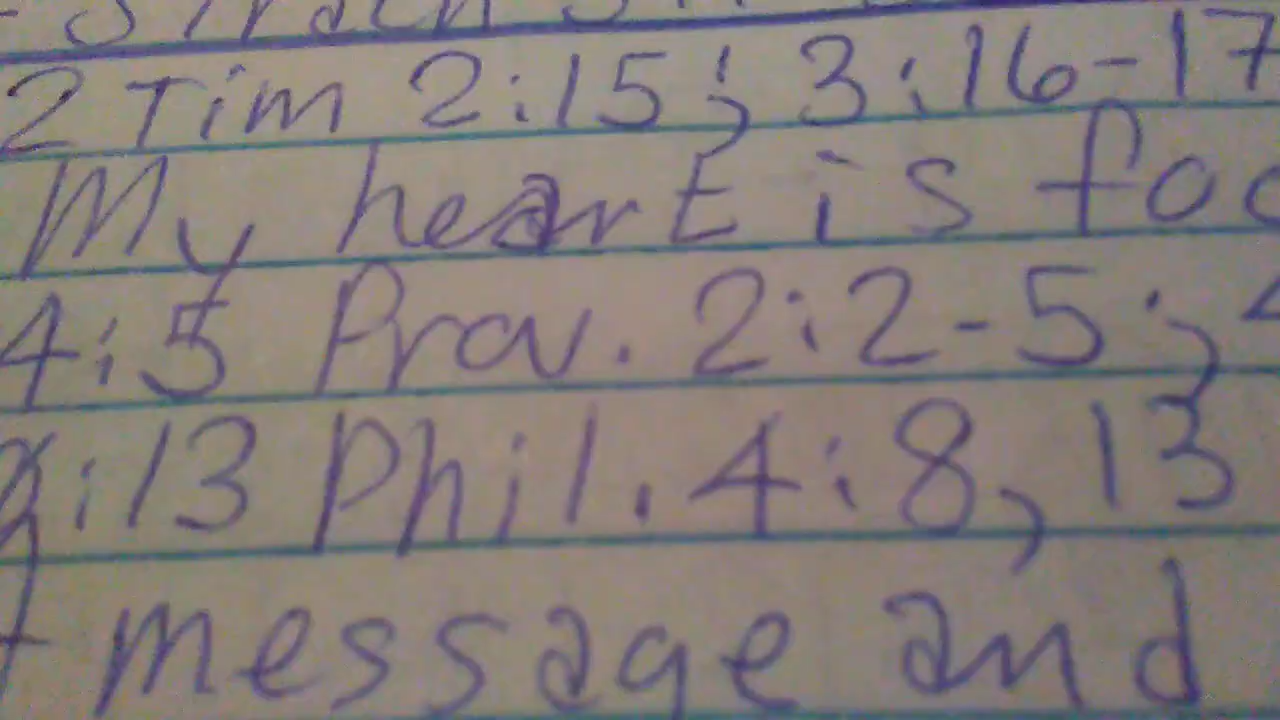 2 Tim 2:15; 3:16-17
My heart is foc
4:5 Prov. 2:2-5;
:13 Phil. 4:8, 13
message and